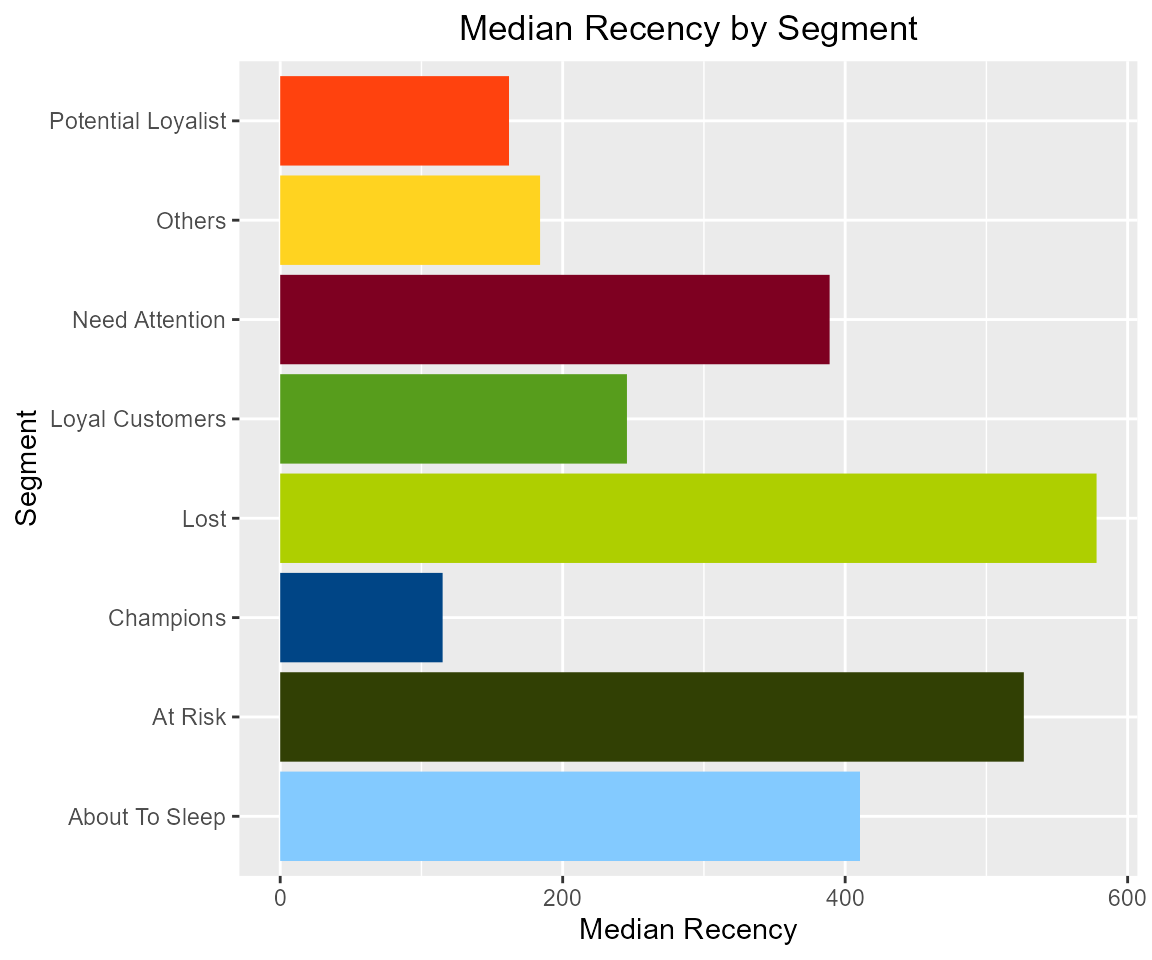 Median Recency by Segment
Potential Loyalist
Others
Need Attention
Loyal Customers
Lost
Champions
At Risk
About To Sleep
Segment
0 200 400 600
Median Recency